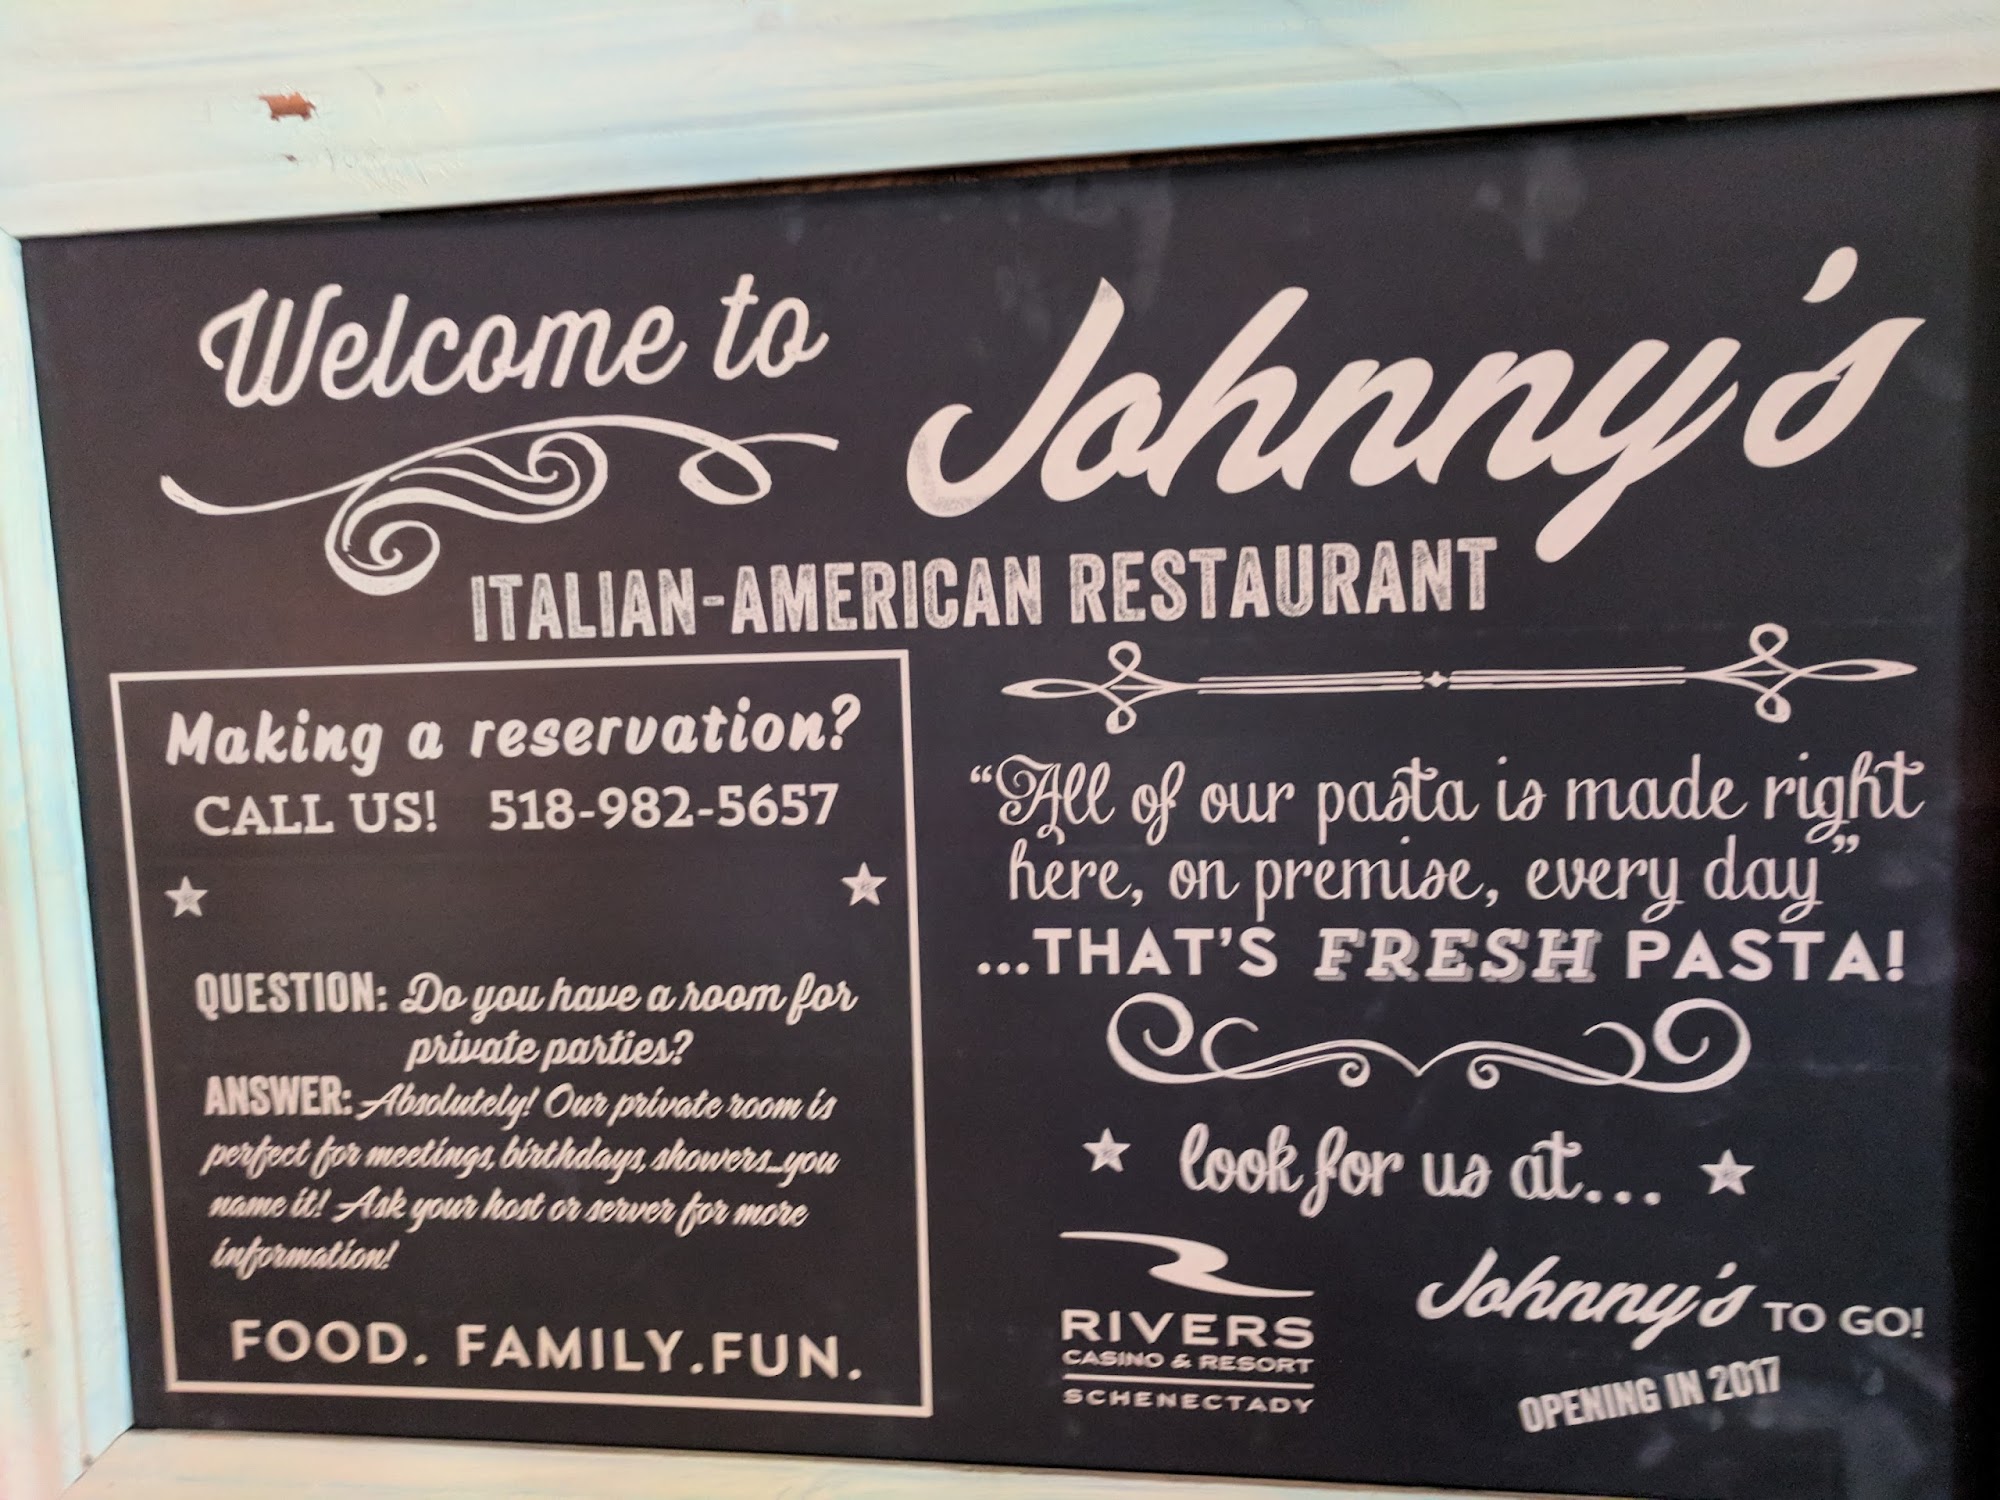 Welcome to
Johnny's
ITALIAN-AMERICAN RESTAURANT
Making a reservation?
CALL US! 518-982-5657
QUESTION: Do you have a room for
private parties?
ANSWER: Absolutely! Our private room is
perfect for meetings, birthdays, showers...you
name it! Ask your host or server for more
information!
FOOD. FAMILY.FUN.
“All of our pasta is made right
here, on premise, every day”
...THAT'S FRESH PASTA!
look for us at...
RIVERS
CASINO & RESORT
SCHENECTADY
Johnny's TO GO!
OPENING IN 2017